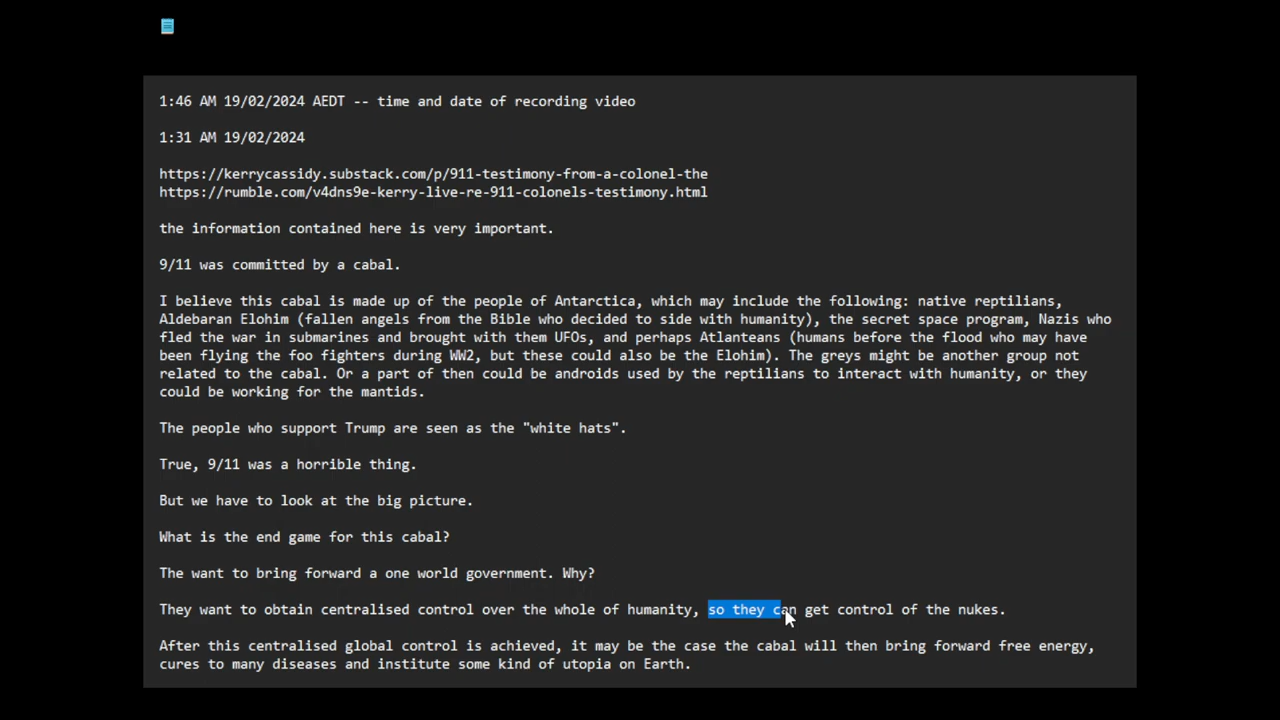 1:46 AM 19/02/2024 AEDT -- time and date of recording video
1:31 AM 19/02/2024
https://kerrycassidy.substack.com/p/911-testimony-from-a-colonel-the
https://rumble.com/v4dns9e-kerry-live-re-911-colonels-testimony.html
the information contained here is very important.
9/11 was committed by a cabal.
I believe this cabal is made up of the people of Antarctica, which may include the following: native reptilians,
Aldebaran Elohim (fallen angels from the Bible who decided to side with humanity), the secret space program, Nazis who
fled the war in submarines and brought with them UFOs, and perhaps Atlanteans (humans before the flood who may have
been flying the foo fighters during WW2, but these could also be the Elohim). The greys might be another group not
related to the cabal. Or a part of then could be androids used by the reptilians to interact with humanity, or they
could be working for the mantids.
The people who support Trump are seen as the "white hats".
True, 9/11 was a horrible thing.
But we have to look at the big picture.
What is the end game for this cabal?
The want to bring forward a one world government. Why?
They want to obtain centralised control over the whole of humanity, so they can get control of the nukes.
After this centralised global control is achieved, it may be the case the cabal will then bring forward free energy,
cures to many diseases and institute some kind of utopia on Earth.